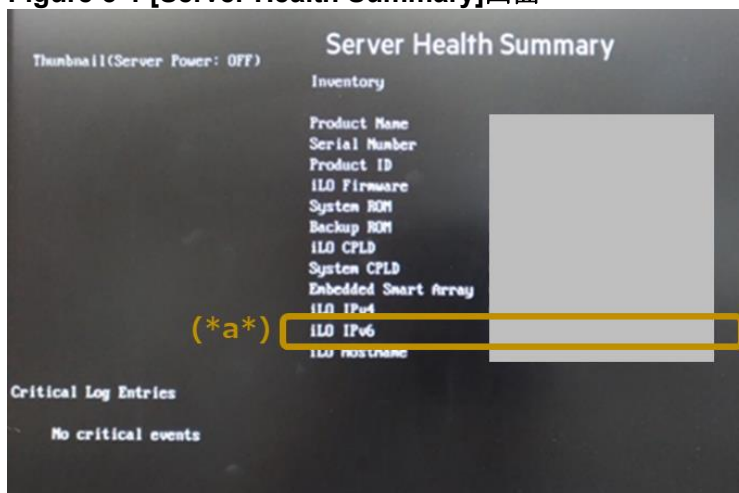 Thumbnail(Server Power: OFF)
Server Health Summary
Inventory
Product Name
Serial Number
Product ID
iLO Firmware
System ROM
Backup ROM
iLO CPLD
System CPLD
Embedded Smart Array
iLO IPv4
(*a*)
iLO IPv6
iLO Hostname
Critical Log Entries
No critical events